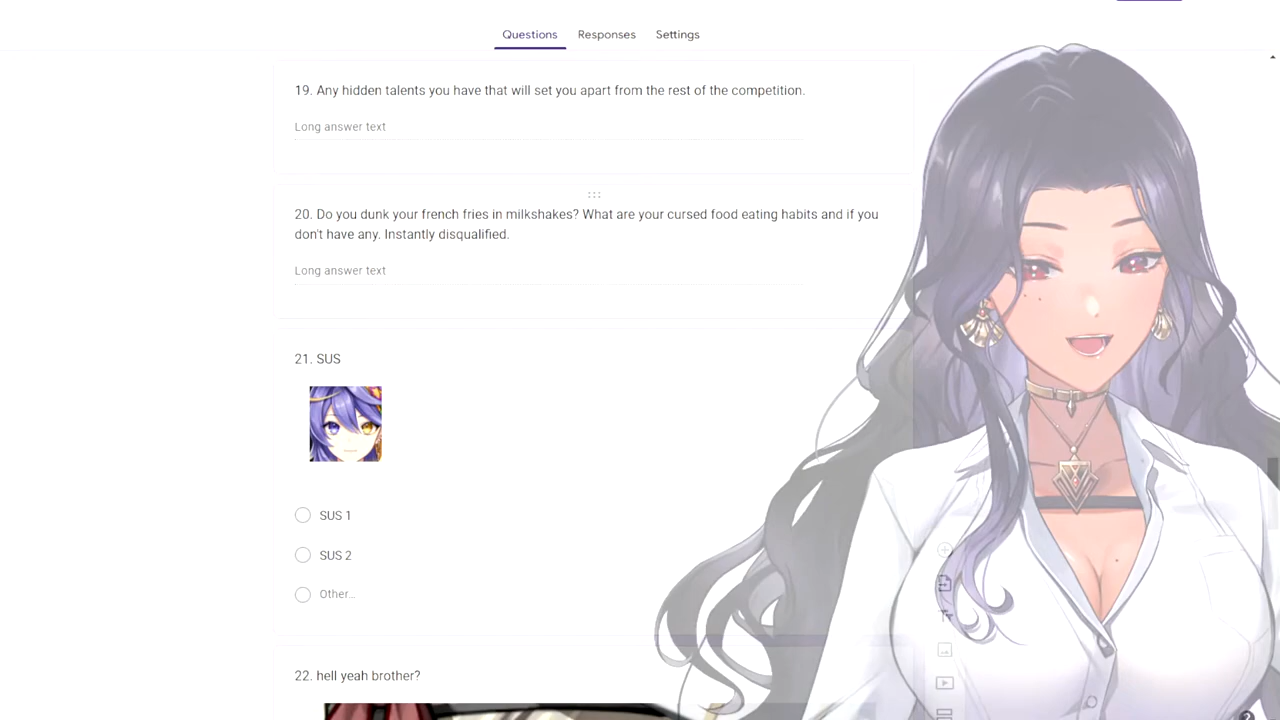 Questions Responses Settings
19. Any hidden talents you have that will set you apart from the rest of the competition.
Long answer text
20. Do you dunk your french fries in milkshakes? What are your cursed food eating habits and if you
don't have any. Instantly disqualified.
Long answer text
21. SUS
SUS 1
SUS 2
Other...
22. hell yeah brother?